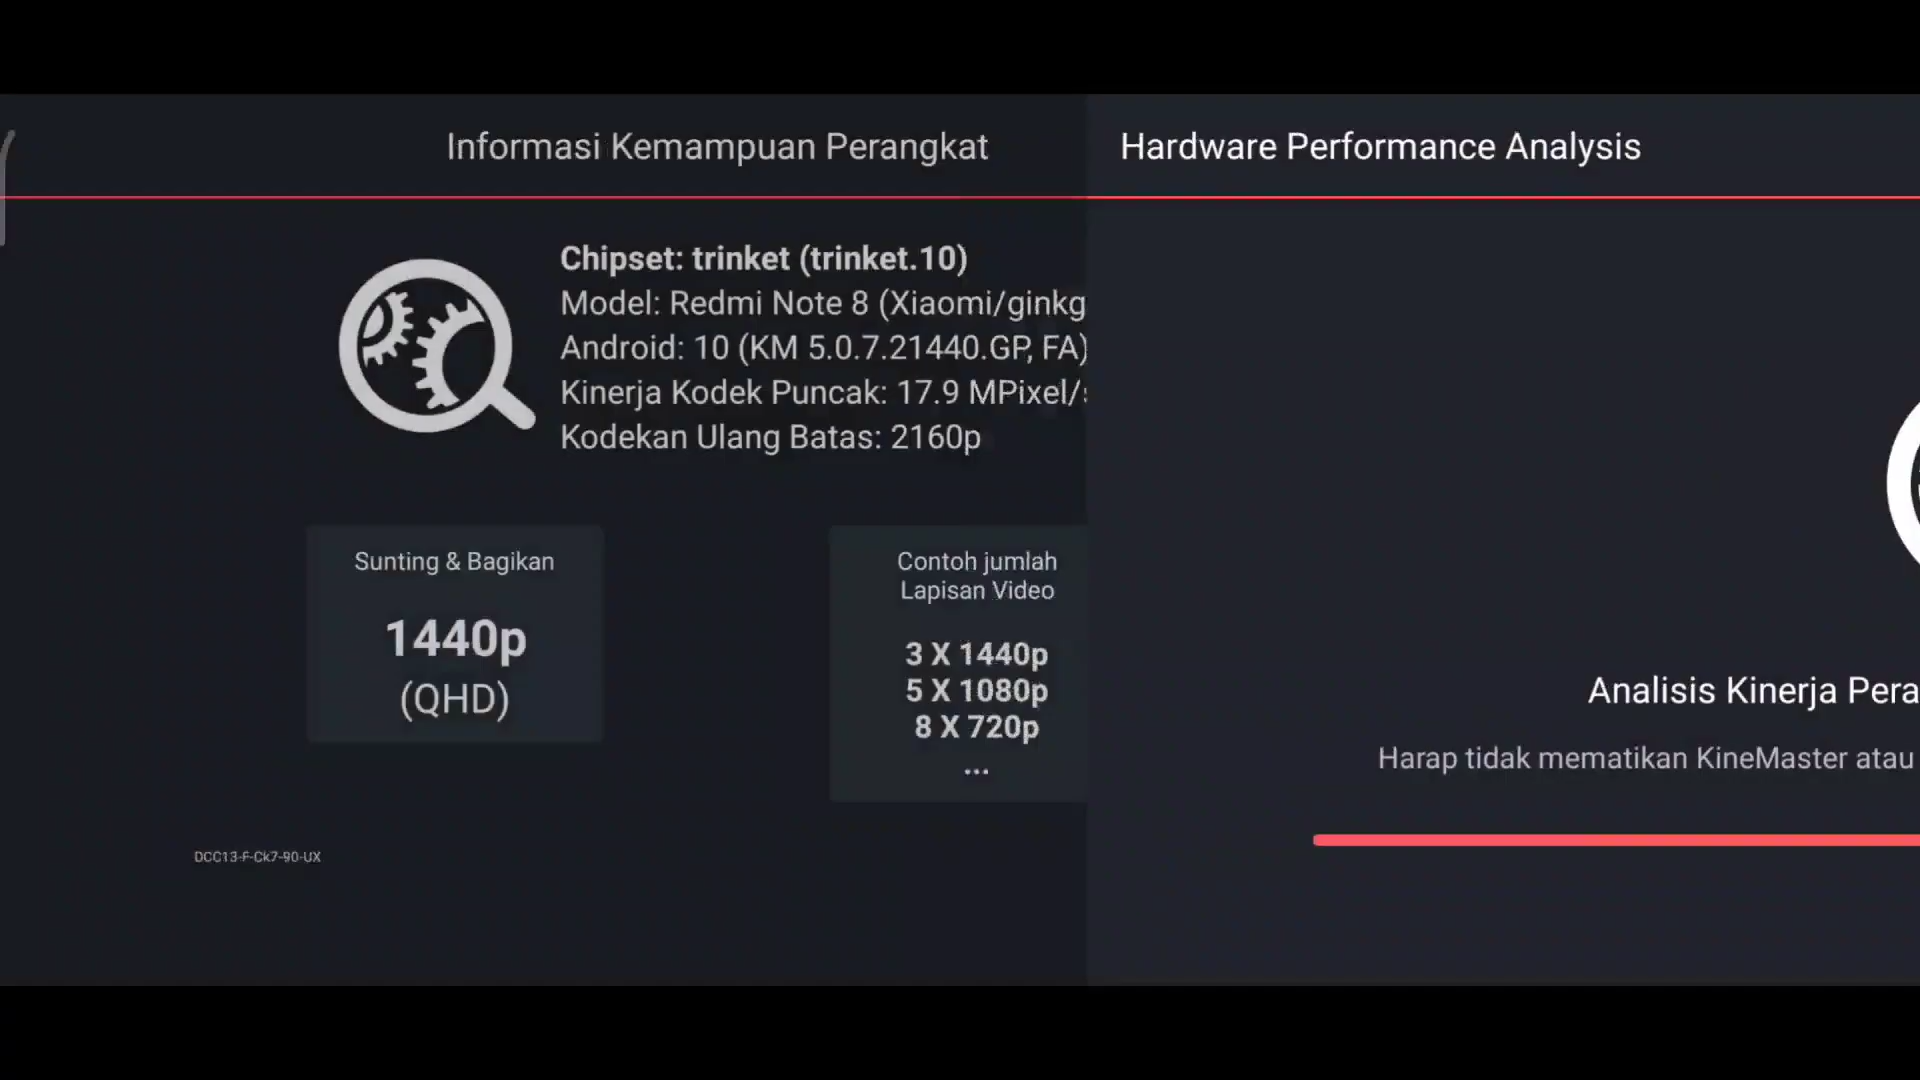 Informasi Kemampuan Perangkat
Chipset: trinket (trinket.10)
Model: Redmi Note 8 (Xiaomi/ginkg
Android: 10 (KM 5.0.7.21440.GP, FA)
Kinerja Kodek Puncak: 17.9 MPixel/
Kodekan Ulang Batas: 2160p
Sunting & Bagikan
1440p
(QHD)
Contoh jumlah
Lapisan Video
3 X 1440p
5 X 1080p
8 X 720p
...
DCC13-F-Ck7-90-UX
Hardware Performance Analysis
Analisis Kinerja Pera
Harap tidak mematikan KineMaster atau